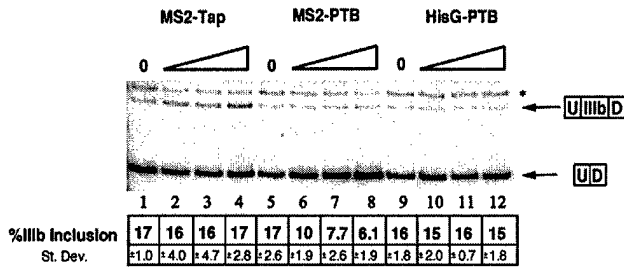 MS2-Tap MS2-PTB HisG-PTB
0 0 0
*
U IIIb D
U D
1 2 3 4 5 6 7 8 9 10 11 12
%IIIb Inclusion 17 16 16 17 17 10 7.7 6.1 16 15 16 15
St. Dev. ±1.0 ±4.0 ±4.7 ±2.8 ±2.6 ±1.9 ±2.6 ±1.9 ±1.8 ±2.0 ±0.7 ±1.8